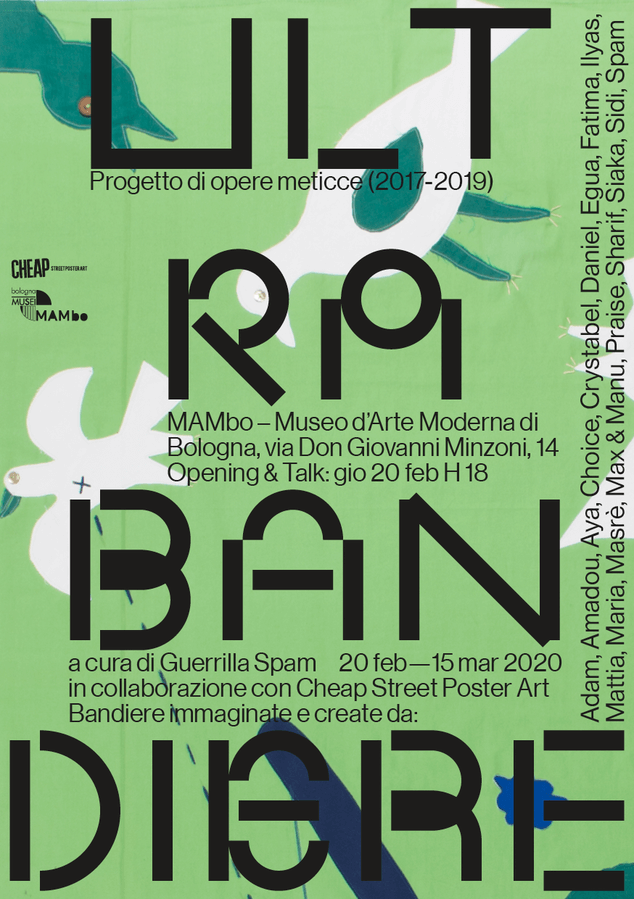 ULT
Progetto di opere meticce (2017-2019)
CHEAP STREET POSTER ART
bologna
MUSEI
MAMbo
RA
MAMbo – Museo d'Arte Moderna di
Bologna, via Don Giovanni Minzoni, 14
Opening & Talk: gio 20 feb H 18
BAN
a cura di Guerrilla Spam 20 feb—15 mar 2020
in collaborazione con Cheap Street Poster Art
Bandiere immaginate e create da:
DIERE
Adam, Amadou, Aya, Choice, Crystabel, Daniel, Egua, Fatima, Ilyas,
Mattia, Maria, Masrè, Max & Manu, Praise, Sharif, Siaka, Sidi, Spam